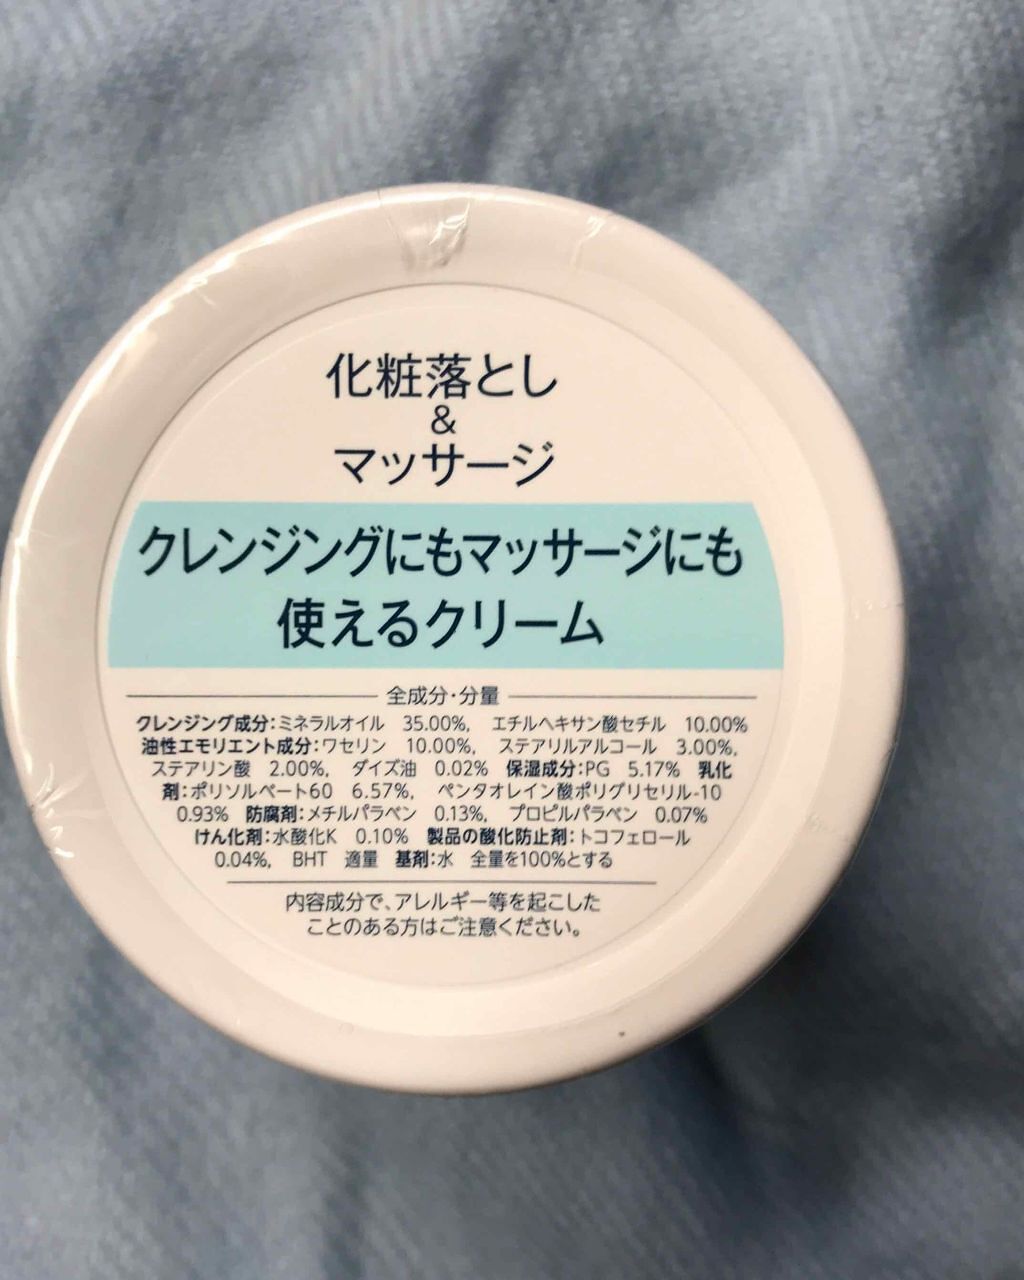 化粧落とし
&
マッサージ
クレンジングにもマッサージにも
使えるクリーム
全成分・分量
クレンジング成分:ミネラルオイル 35.00%, エチルヘキサン酸セチル 10.00%
油性エモリエント成分:ワセリン 10.00%, ステアリルアルコール 3.00%,
ステアリン酸 2.00%, ダイズ油 0.02% 保湿成分:PG 5.17% 乳化
剤:ポリソルベート60 6.57%, ペンタオレイン酸ポリグリセリル-10
0.93% 防腐剤:メチルパラベン 0.13%, プロピルパラベン 0.07%
けん化剤:水酸化K 0.10% 製品の酸化防止剤:トコフェロール
0.04%, BHT 適量 基剤:水 全量を100%とする
内容成分で、アレルギー等を起こした
ことのある方はご注意ください。